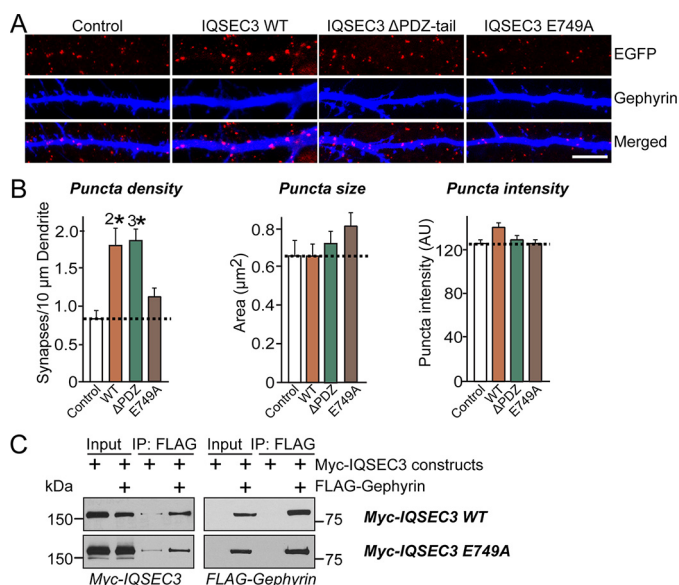 A
Control IQSEC3 WT IQSEC3 ΔPDZ-tail IQSEC3 E749A
EGFP
Gephyrin
Merged
B
Puncta density Puncta size Puncta intensity
Synapses/10 μm Dendrite
2.0
1.5
1.0
0.5
0
2* 3*
Control WT ΔPDZ E749A
Area (μm2)
0.8
0.6
0.4
0.2
0
Control WT ΔPDZ E749A
Puncta intensity (AU)
120
80
40
0
Control WT ΔPDZ E749A
C
Input IP: FLAG Input IP: FLAG
+ + + + + + + + Myc-IQSEC3 constructs
kDa + + + + FLAG-Gephyrin
150 75 Myc-IQSEC3 WT
150 75 Myc-IQSEC3 E749A
Myc-IQSEC3 FLAG-Gephyrin